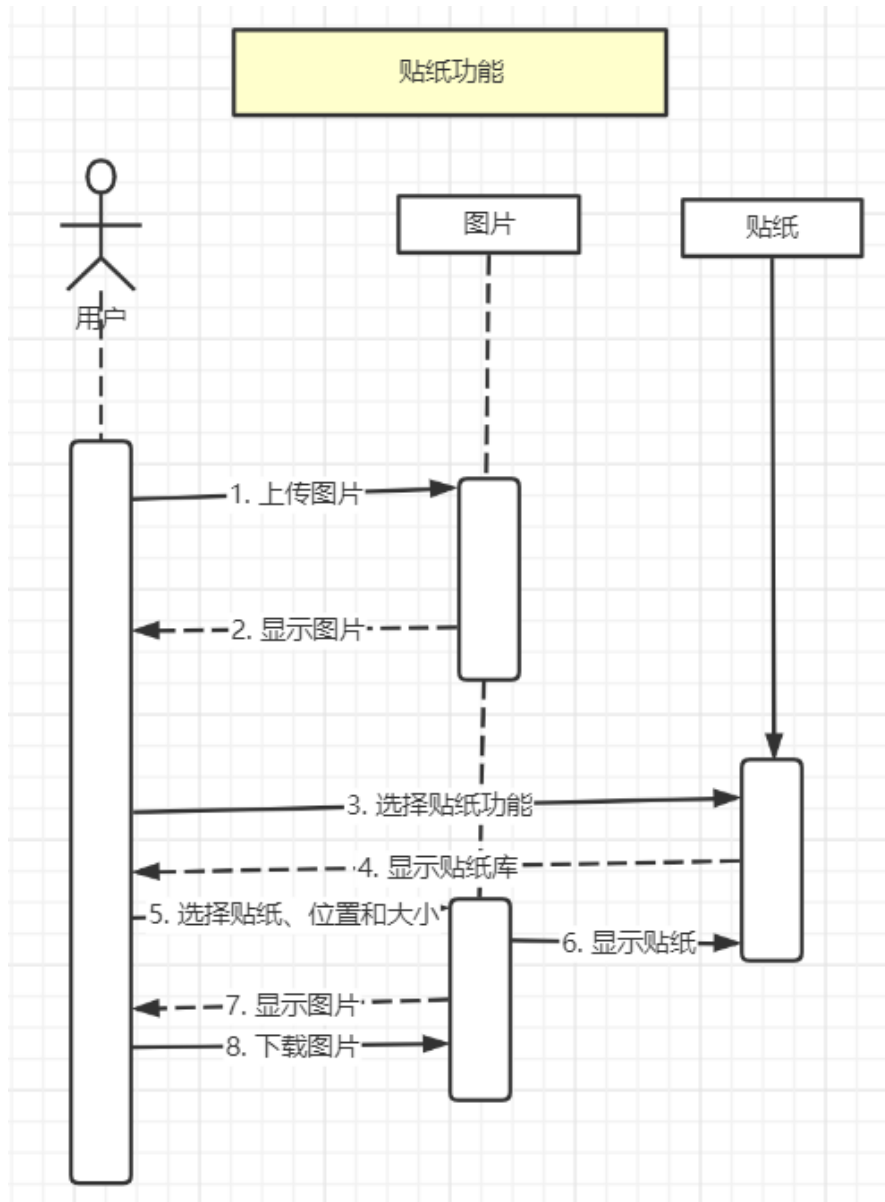 贴纸功能
图片
贴纸
用户
1. 上传图片
2. 显示图片
3. 选择贴纸功能
4. 显示贴纸库
5. 选择贴纸、位置和大小
6. 显示贴纸
7. 显示图片
8. 下载图片